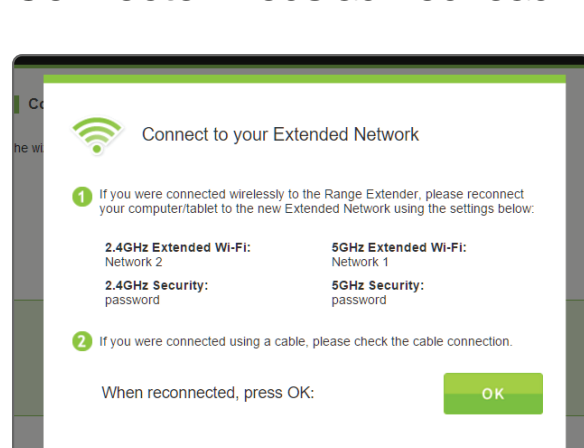 Connect to your Extended Network
1 If you were connected wirelessly to the Range Extender, please reconnect
your computer/tablet to the new Extended Network using the settings below:
2.4GHz Extended Wi-Fi: 5GHz Extended Wi-Fi:
Network 2 Network 1
2.4GHz Security: 5GHz Security:
password password
2 If you were connected using a cable, please check the cable connection.
When reconnected, press OK: OK